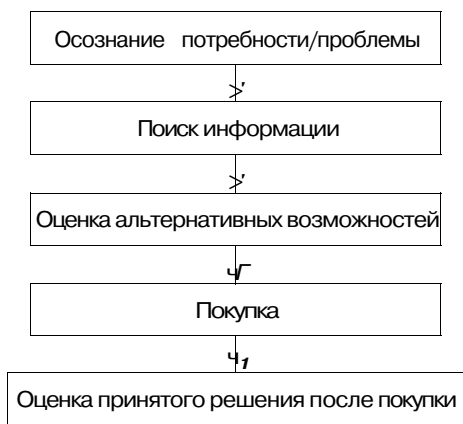 Осознание потребности/проблемы
Поиск информации
Оценка альтернативных возможностей
Покупка
Оценка принятого решения после покупки